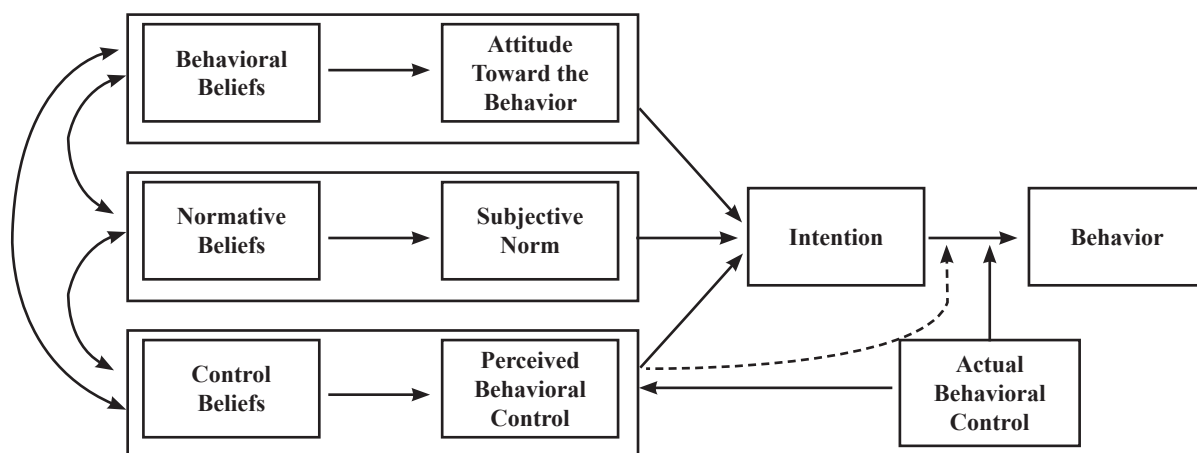 Behavioral
Beliefs
Attitude
Toward the
Behavior
Normative
Beliefs
Subjective
Norm
Intention
Behavior
Control
Beliefs
Perceived
Behavioral
Control
Actual
Behavioral
Control